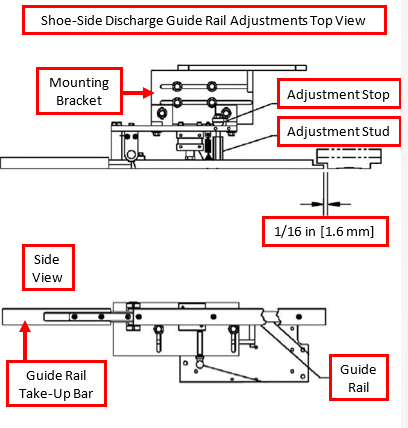 Shoe-Side Discharge Guide Rail Adjustments Top View
Mounting
Bracket
Adjustment Stop
Adjustment Stud
1/16 in [1.6 mm]
Side
View
Guide Rail
Take-Up Bar
Guide
Rail